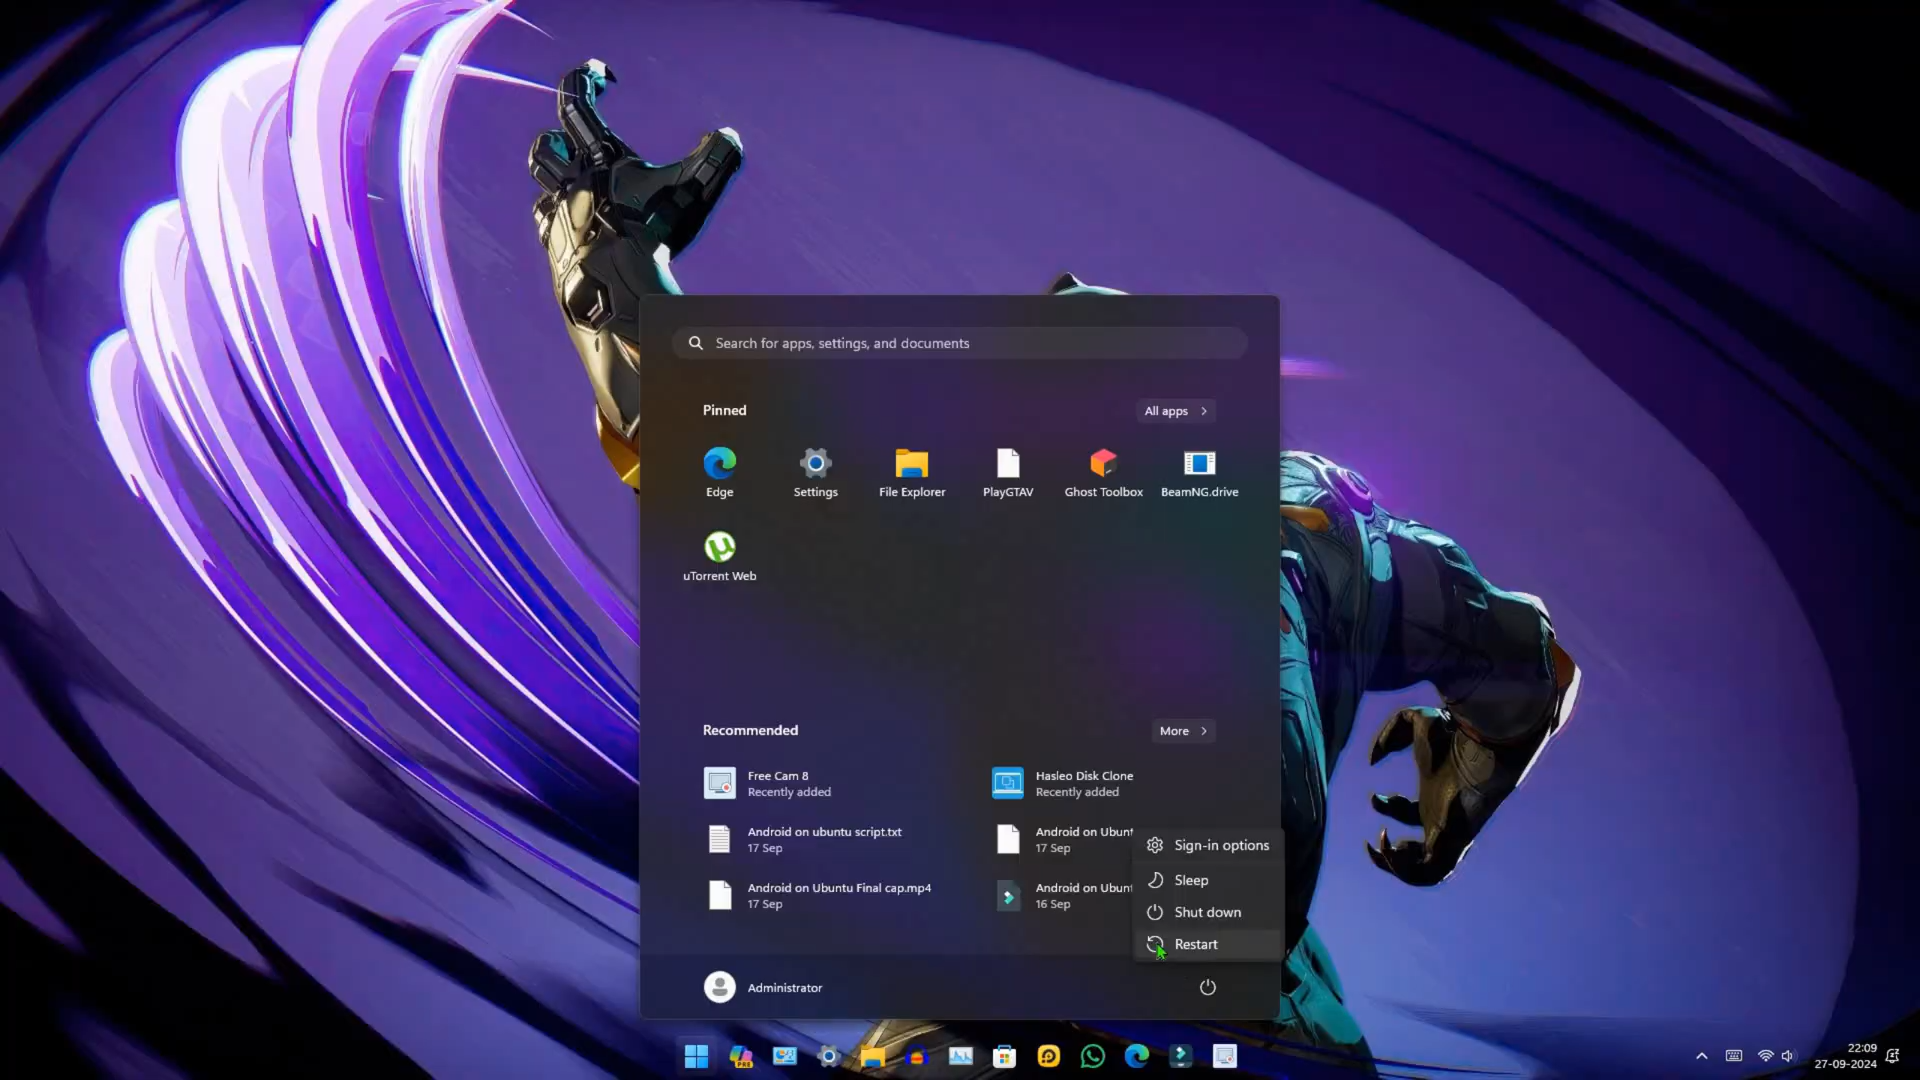 Search for apps, settings, and documents
Pinned
All apps
Edge
Settings
File Explorer
PlayGTAV
Ghost Toolbox
BeamNG.drive
uTorrent Web
Recommended
More
Free Cam 8
Recently added
Hasleo Disk Clone
Recently added
Android on ubuntu script.txt
17 Sep
Android on Ubunt
17 Sep
Android on Ubuntu Final cap.mp4
17 Sep
Android on Ubunt
16 Sep
Sign-in options
Sleep
Shut down
Restart
Administrator
PRE
22:09
27-09-2024